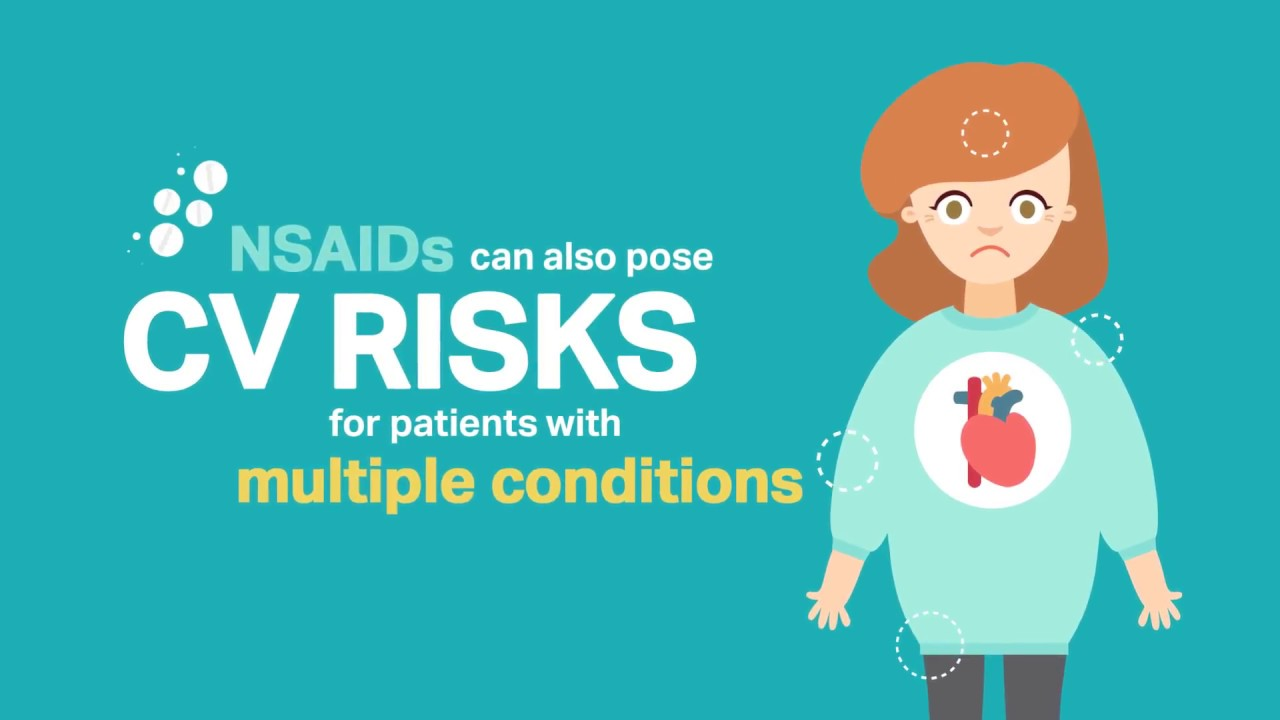 NSAIDs can also pose
CV RISKS
for patients with
multiple conditions